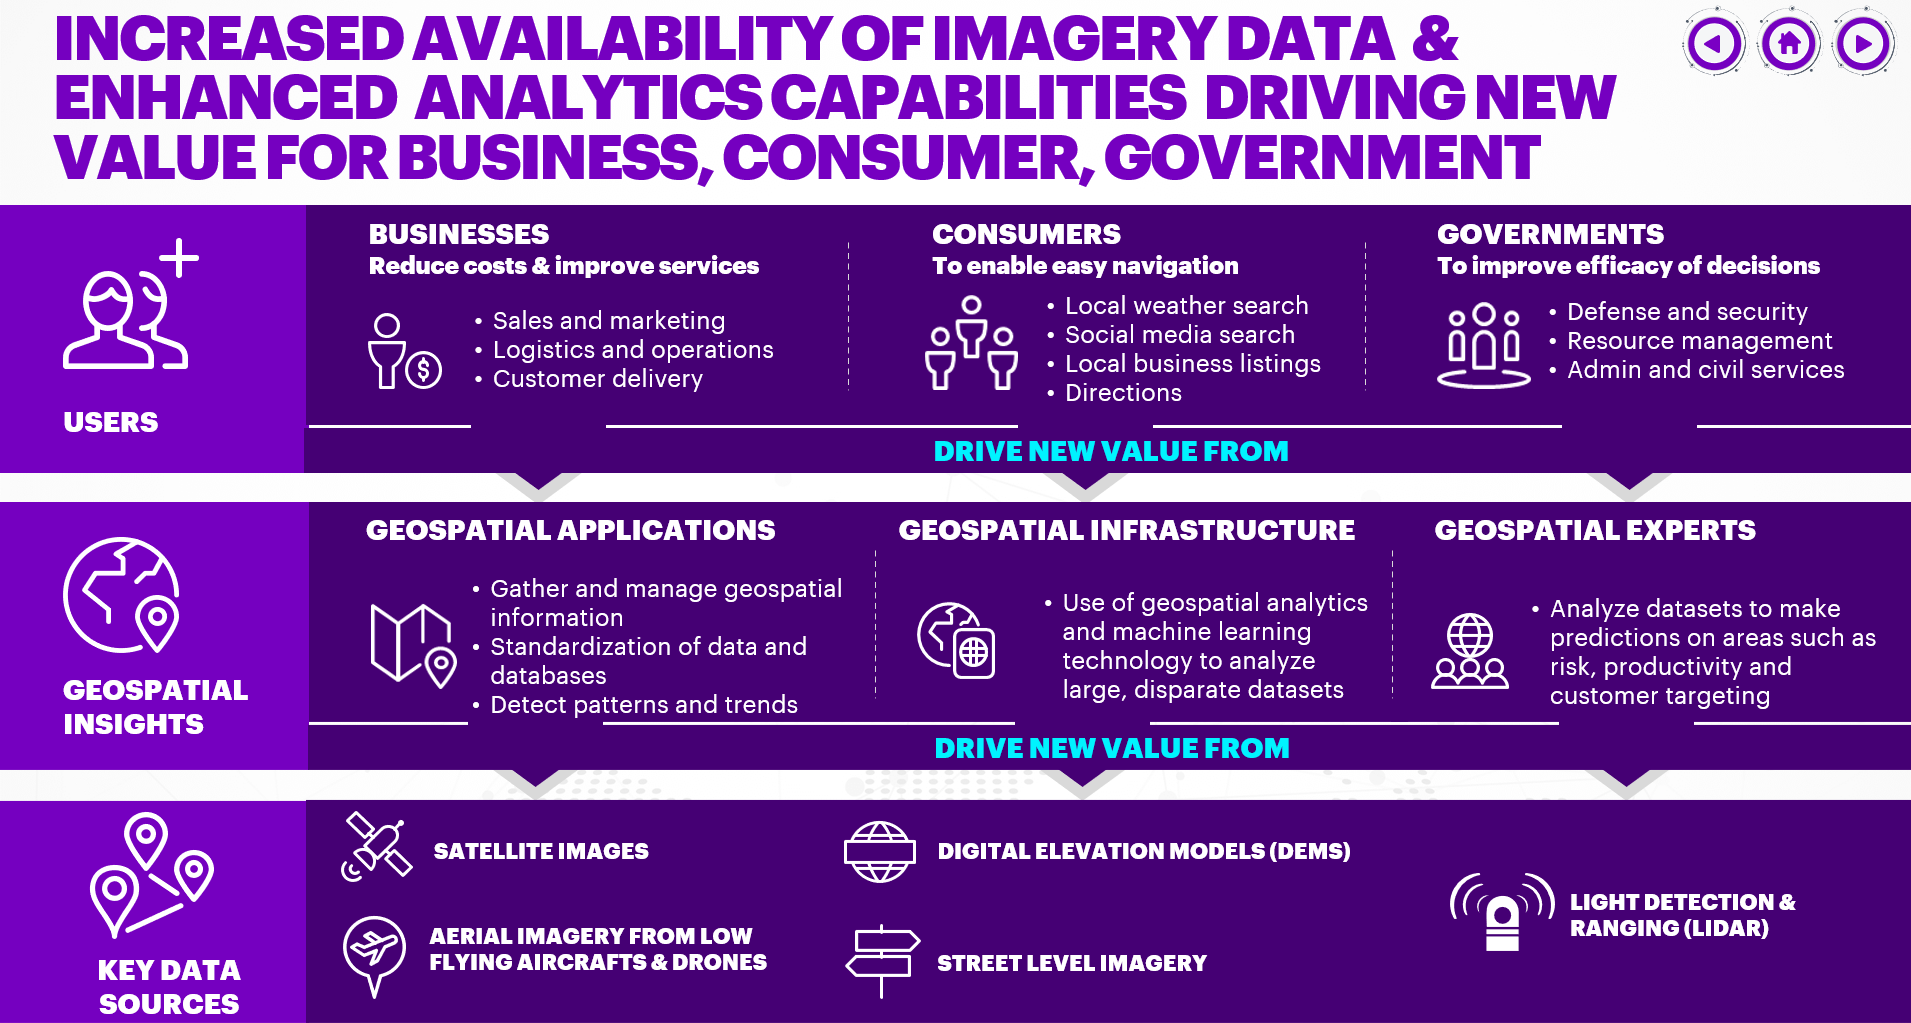 INCREASED AVAILABILITY OF IMAGERY DATA &
ENHANCED ANALYTICS CAPABILITIES DRIVING NEW
VALUE FOR BUSINESS, CONSUMER, GOVERNMENT
USERS
BUSINESSES
Reduce costs & improve services
• Sales and marketing
• Logistics and operations
• Customer delivery
$
CONSUMERS
To enable easy navigation
• Local weather search
• Social media search
• Local business listings
• Directions
GOVERNMENTS
To improve efficacy of decisions
• Defense and security
• Resource management
• Admin and civil services
DRIVE NEW VALUE FROM
GEOSPATIAL
INSIGHTS
GEOSPATIAL APPLICATIONS
• Gather and manage geospatial
information
• Standardization of data and
databases
• Detect patterns and trends
GEOSPATIAL INFRASTRUCTURE
• Use of geospatial analytics
and machine learning
technology to analyze
large, disparate datasets
GEOSPATIAL EXPERTS
• Analyze datasets to make
predictions on areas such as
risk, productivity and
customer targeting
DRIVE NEW VALUE FROM
KEY DATA
SOURCES
SATELLITE IMAGES
AERIAL IMAGERY FROM LOW
FLYING AIRCRAFTS & DRONES
DIGITAL ELEVATION MODELS (DEMS)
STREET LEVEL IMAGERY
LIGHT DETECTION &
RANGING (LIDAR)